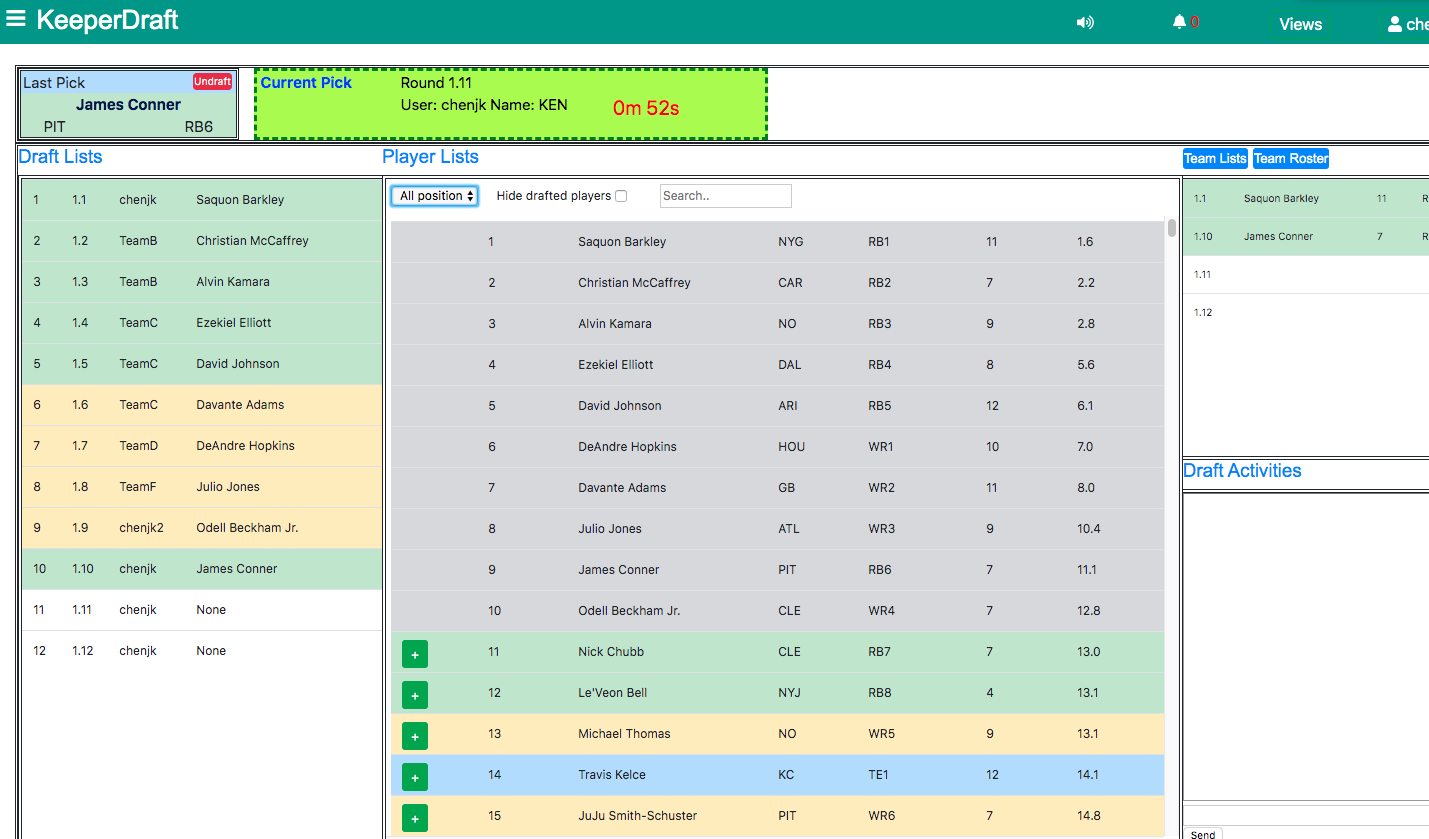 KeeperDraft
0
Views
che
Last Pick Undraft
James Conner
PIT RB6
Current Pick Round 1.11
User: chenjk Name: KEN 0m 52s
Draft Lists
1 1.1 chenjk Saquon Barkley
2 1.2 TeamB Christian McCaffrey
3 1.3 TeamB Alvin Kamara
4 1.4 TeamC Ezekiel Elliott
5 1.5 TeamC David Johnson
6 1.6 TeamC Davante Adams
7 1.7 TeamD DeAndre Hopkins
8 1.8 TeamF Julio Jones
9 1.9 chenjk2 Odell Beckham Jr.
10 1.10 chenjk James Conner
11 1.11 chenjk None
12 1.12 chenjk None
Player Lists
All position Hide drafted players Search..
1 Saquon Barkley NYG RB1 11 1.6
2 Christian McCaffrey CAR RB2 7 2.2
3 Alvin Kamara NO RB3 9 2.8
4 Ezekiel Elliott DAL RB4 8 5.6
5 David Johnson ARI RB5 12 6.1
6 DeAndre Hopkins HOU WR1 10 7.0
7 Davante Adams GB WR2 11 8.0
8 Julio Jones ATL WR3 9 10.4
9 James Conner PIT RB6 7 11.1
10 Odell Beckham Jr. CLE WR4 7 12.8
+ 11 Nick Chubb CLE RB7 7 13.0
+ 12 Le'Veon Bell NYJ RB8 4 13.1
+ 13 Michael Thomas NO WR5 9 13.1
+ 14 Travis Kelce KC TE1 12 14.1
+ 15 JuJu Smith-Schuster PIT WR6 7 14.8
Team Lists Team Roster
1.1 Saquon Barkley 11 R
1.10 James Conner 7 R
1.11
1.12
Draft Activities
Send